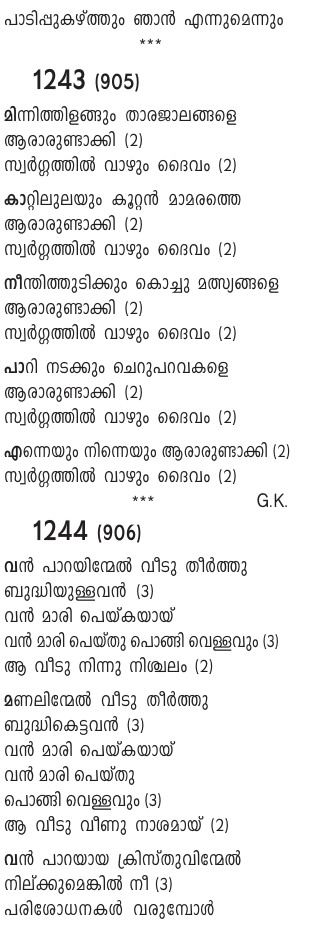 പാടിപ്പുകഴ്ത്തും ഞാൻ എന്നുമെന്നും
***
1243 (905)
മിന്നിത്തിളങ്ങും താരജാലങ്ങളെ
ആരാരുണ്ടാക്കി (2)
സ്വർഗ്ഗത്തിൽ വാഴും ദൈവം (2)
കാറ്റിലുലയും കൂറ്റൻ മാമരത്തെ
ആരാരുണ്ടാക്കി (2)
സ്വർഗ്ഗത്തിൽ വാഴും ദൈവം (2)
നീന്തിത്തുടിക്കും കൊച്ചു മത്സ്യങ്ങളെ
ആരാരുണ്ടാക്കി (2)
സ്വർഗ്ഗത്തിൽ വാഴും ദൈവം (2)
പാറി നടക്കും ചെറുപറവകളെ
ആരാരുണ്ടാക്കി (2)
സ്വർഗ്ഗത്തിൽ വാഴും ദൈവം (2)
എന്നെയും നിന്നെയും ആരാരുണ്ടാക്കി (2)
സ്വർഗ്ഗത്തിൽ വാഴും ദൈവം (2)
*** G.K.
1244 (906)
വൻ പാറയിന്മേൽ വീടു തീർത്തു
ബുദ്ധിയുള്ളവൻ (3)
വൻ മാരി പെയ്കയായ്
വൻ മാരി പെയ്തു പൊങ്ങി വെള്ളവും (3)
ആ വീടു നിന്നു നിശ്ചലം (2)
മണലിന്മേൽ വീടു തീർത്തു
ബുദ്ധികെട്ടവൻ (3)
വൻ മാരി പെയ്കയായ്
വൻ മാരി പെയ്തു
പൊങ്ങി വെള്ളവും (3)
ആ വീടു വീണു നാശമായ് (2)
വൻ പാറയായ ക്രിസ്തുവിന്മേൽ
നില്ക്കുമെങ്കിൽ നീ (3)
പരിശോധനകൾ വരുമ്പോൾ